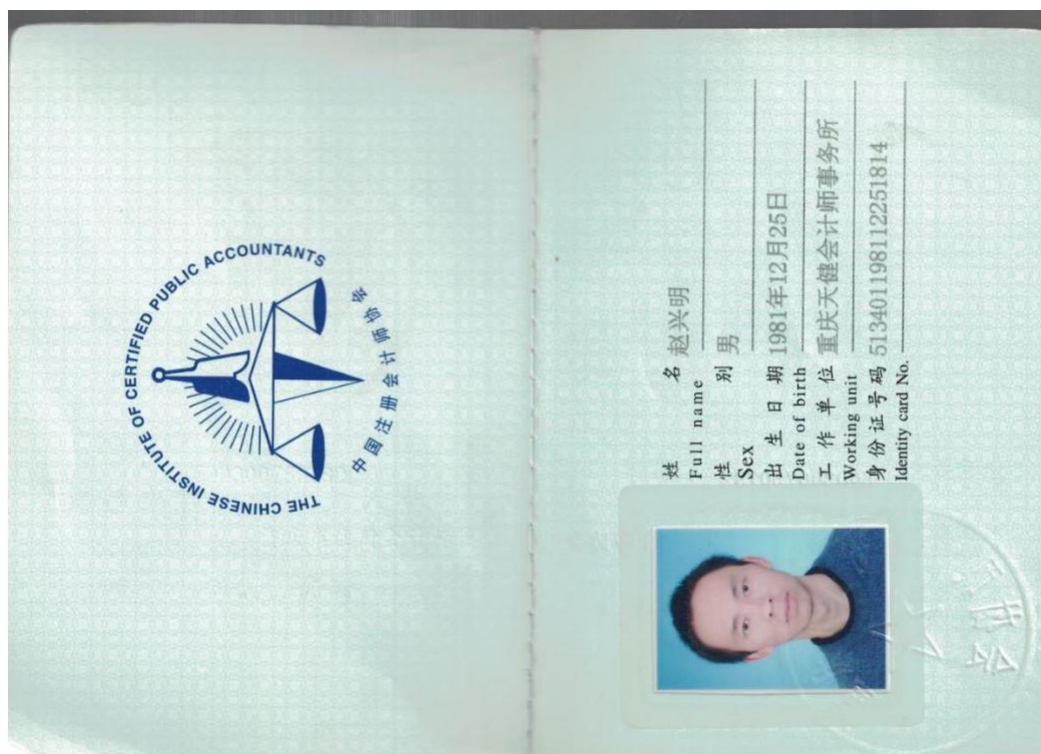 THE CHINESE INSTITUTE OF CERTIFIED PUBLIC ACCOUNTANTS
中国注册会计师协会
姓 名 赵兴明
Full name
性 别 男
Sex
出生日期 1981年12月25日
Date of birth
工作单位 重庆天健会计师事务所
Working unit
身份证号码 513401198112251814
Identity card No.